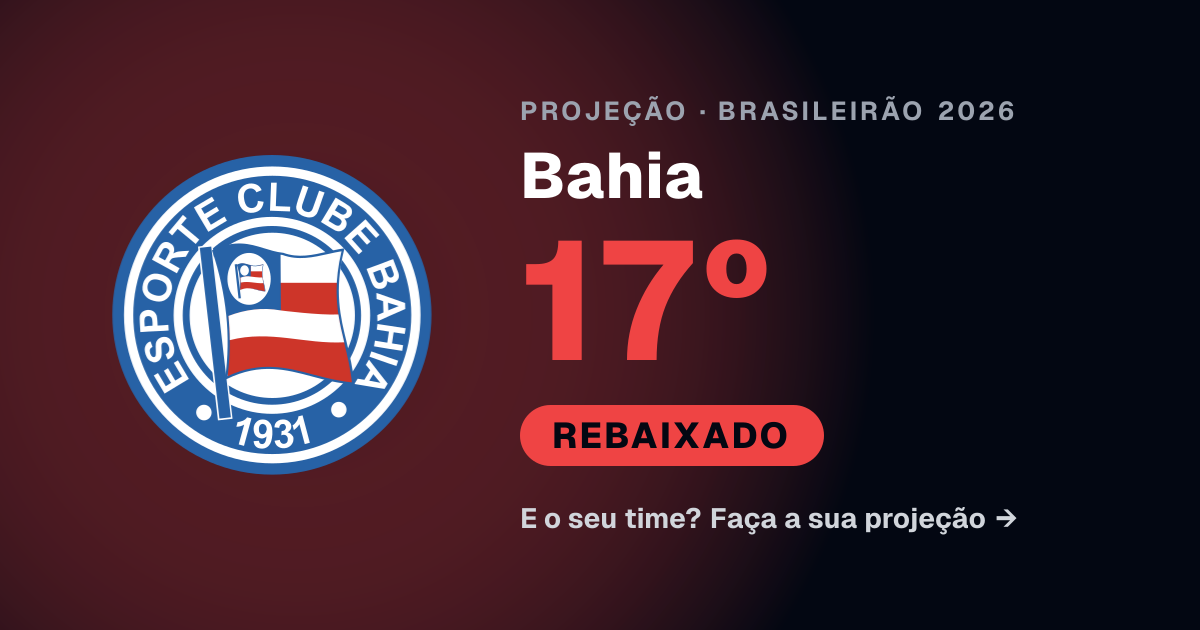 ESPORTE CLUBE BAHIA
1931
PROJEÇÃO · BRASILEIRÃO 2026
Bahia
17º
REBAIXADO
E o seu time? Faça a sua projeção →